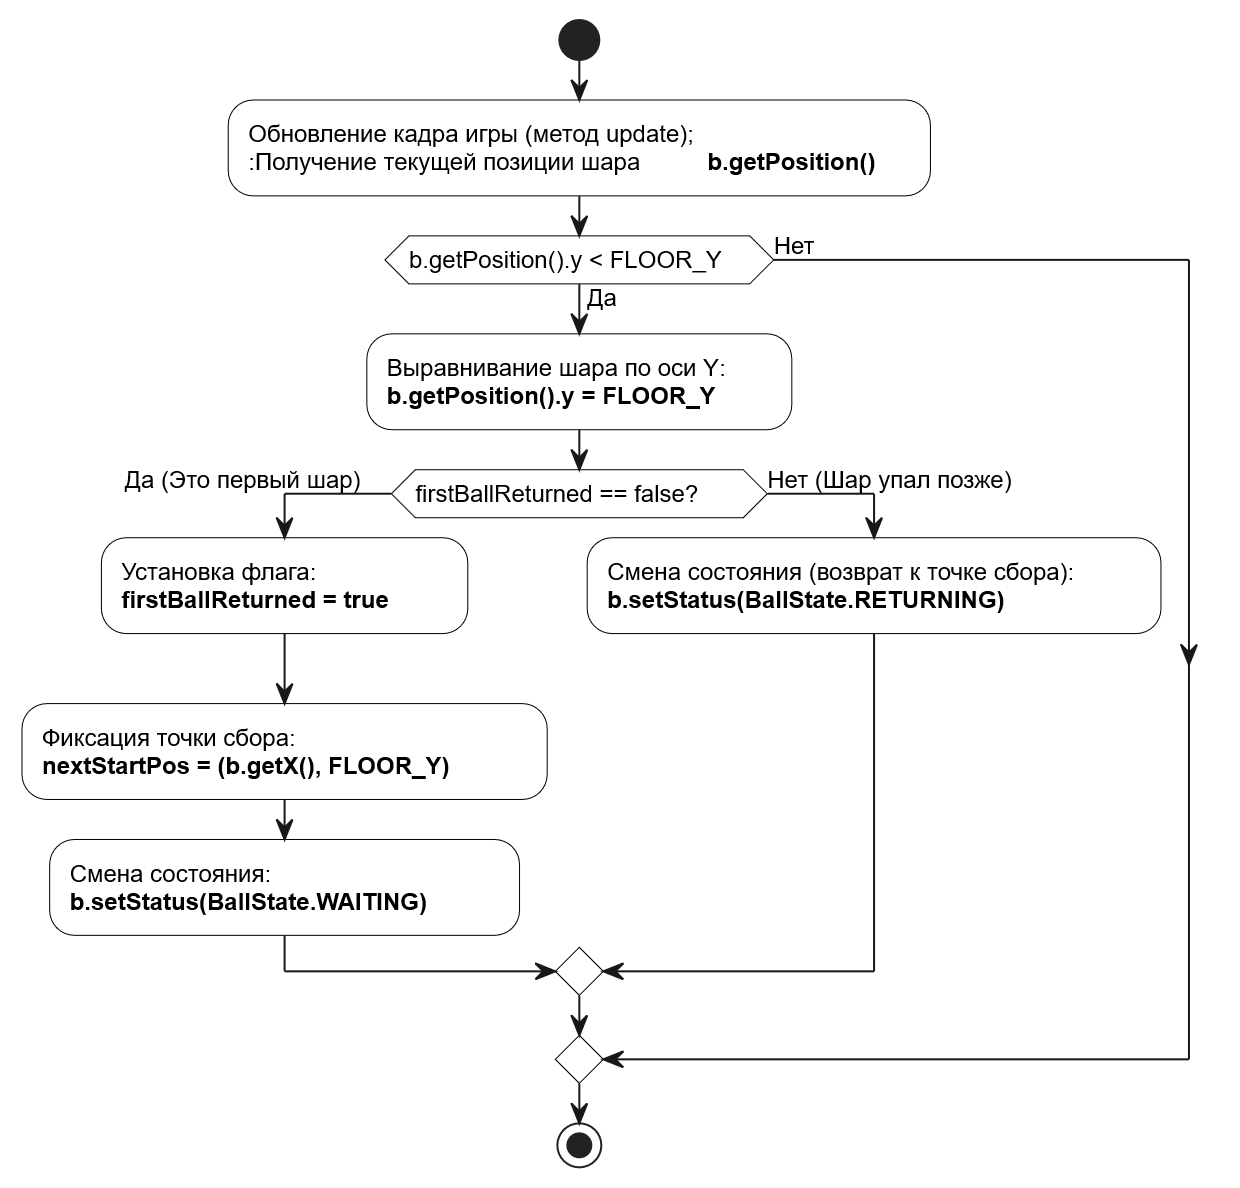 Обновление кадра игры (метод update);
:Получение текущей позиции шара b.getPosition()
b.getPosition().y < FLOOR_Y
Нет
Да
Выравнивание шара по оси Y:
b.getPosition().y = FLOOR_Y
Да (Это первый шар)
firstBallReturned == false?
Нет (Шар упал позже)
Установка флага:
firstBallReturned = true
Смена состояния (возврат к точке сбора):
b.setStatus(BallState.RETURNING)
Фиксация точки сбора:
nextStartPos = (b.getX(), FLOOR_Y)
Смена состояния:
b.setStatus(BallState.WAITING)